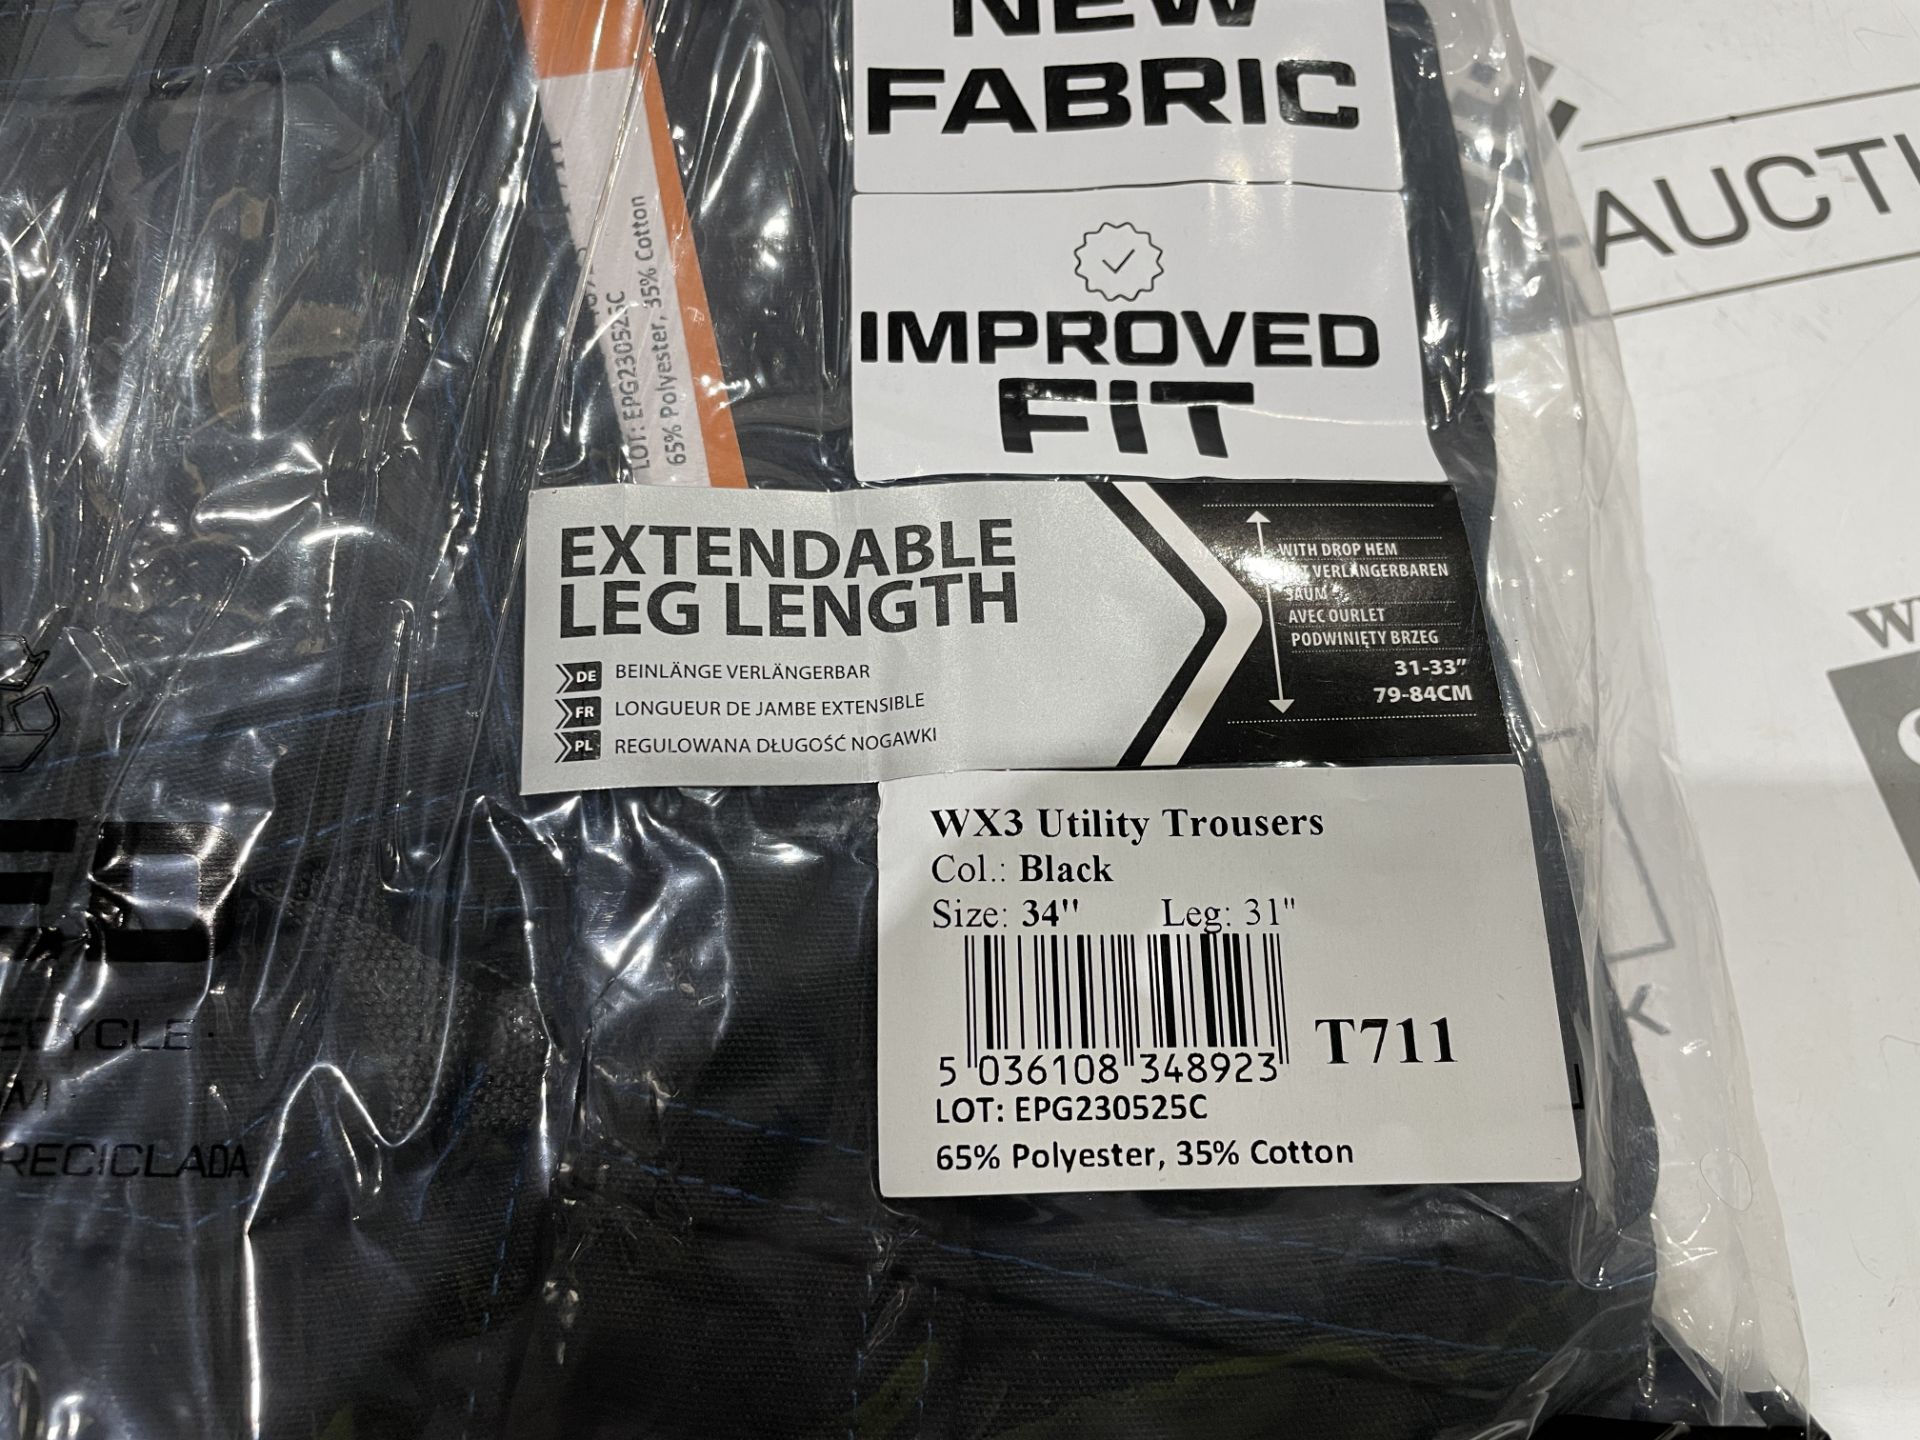 NEW
FABRIC
IMPROVED
FIT
LOT: EPG230525C
65% Polyester, 35% Cotton
EXTENDABLE
LEG LENGTH
DE BEINLÄNGE VERLÄNGERBAR
FR LONGUEUR DE JAMBE EXTENSIBLE
PL REGULOWANA DŁUGOŚĆ NOGAWKI
WITH DROP HEM
VERLÄNGERBAREN
SAUM
AVEC OURLET
PODWINIĘTY BRZEG
31-33"
79-84CM
WX3 Utility Trousers
Col.: Black
Size: 34" Leg: 31"
5 036108 348923
T711
LOT: EPG230525C
65% Polyester, 35% Cotton
RECICLADA